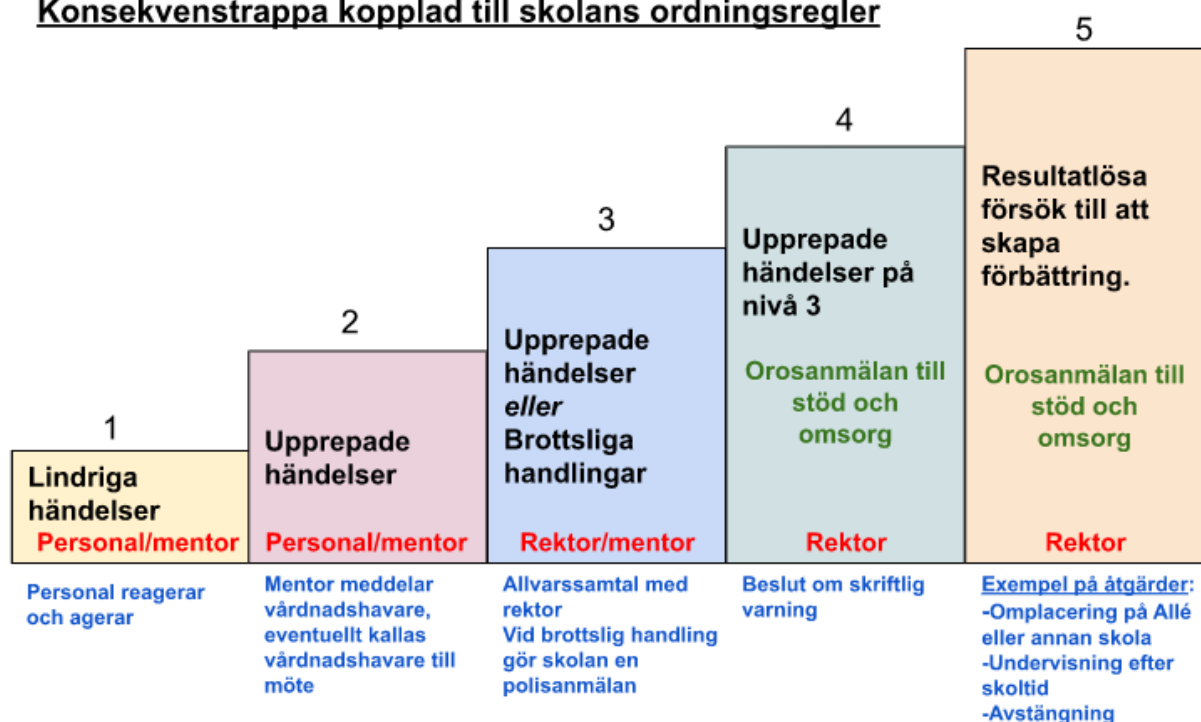 Konsekvenstrappa kopplad till skolans ordningsregler
1
Lindriga
händelser
Personal/mentor
Personal reagerar
och agerar
2
Upprepade
händelser
Personal/mentor
Mentor meddelar
vårdnadshavare,
eventuellt kallas
vårdnadshavare till
möte
3
Upprepade
händelser
eller
Brottsliga
handlingar
Rektor/mentor
Allvarssamtal med
rektor
Vid brottslig handling
gör skolan en
polisanmälan
4
Upprepade
händelser på
nivå 3
Orosanmälan till
stöd och
omsorg
Rektor
Beslut om skriftlig
varning
5
Resultatlösa
försök till att
skapa
förbättring.
Orosanmälan till
stöd och
omsorg
Rektor
Exempel på åtgärder:
-Omplacering på Allé
eller annan skola
-Undervisning efter
skoltid
-Avstängning